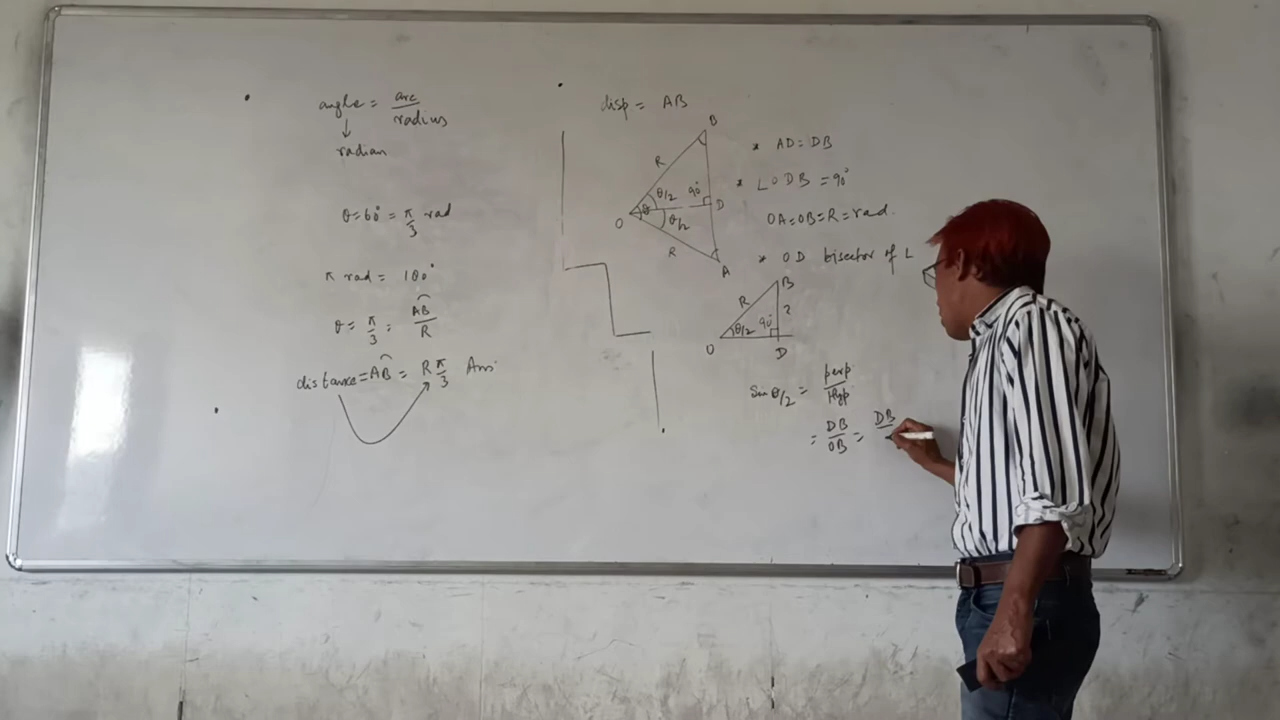 angle = arc/radius
↓
radian
θ = 60° = π/3 rad
π rad = 180°
θ = π/3 = AB/R
distance = AB = R π/3 Ans
disp = AB
B
R
θ/2 90°
θ
D
O
θ/2
R
A
* AD = DB
* ∠ODB = 90°
OA = OB = R = rad.
* OD bisector of ∠
B
R
?
θ/2 90°
O
D
Sin θ/2 = perp/Hyp
= DB/OB = DB